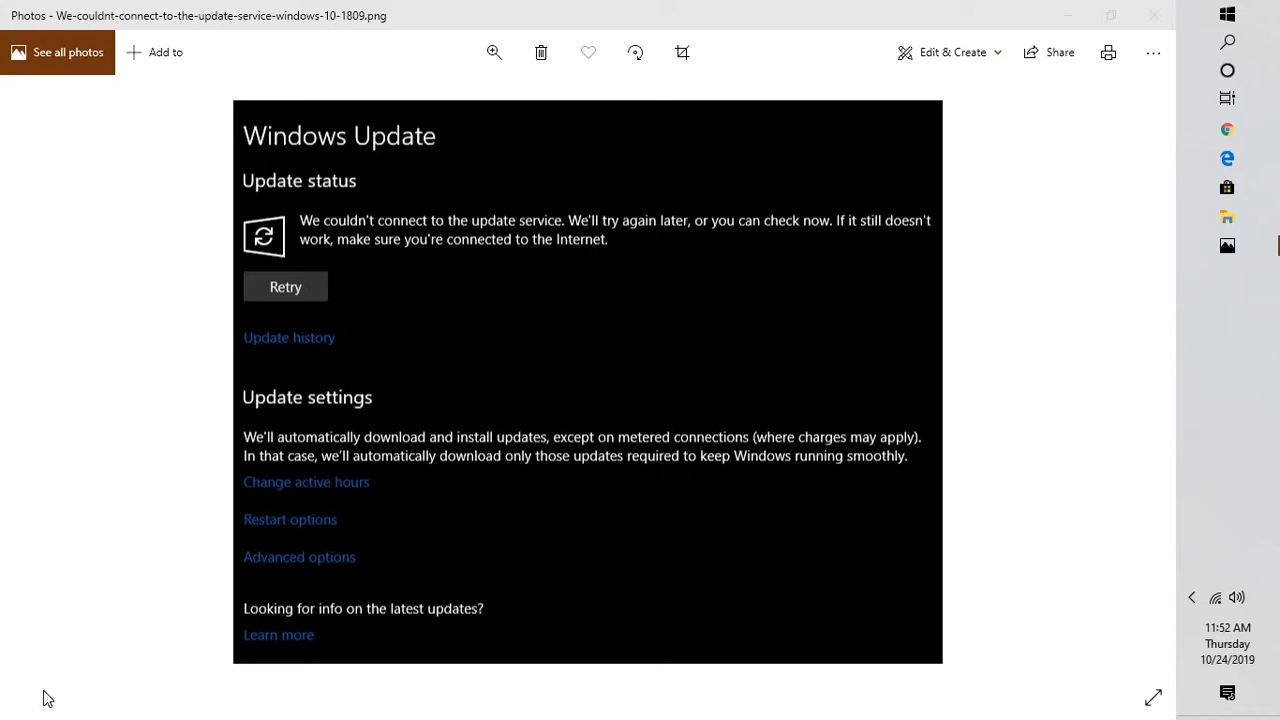 Photos - We-couldnt-connect-to-the-update-service-windows-10-1809.png
See all photos
Add to
Edit & Create
Share
Windows Update
Update status
We couldn't connect to the update service. We'll try again later, or you can check now. If it still doesn't
work, make sure you're connected to the Internet.
Retry
Update history
Update settings
We'll automatically download and install updates, except on metered connections (where charges may apply).
In that case, we'll automatically download only those updates required to keep Windows running smoothly.
Change active hours
Restart options
Advanced options
Looking for info on the latest updates?
Learn more
11:52 AM
Thursday
10/24/2019